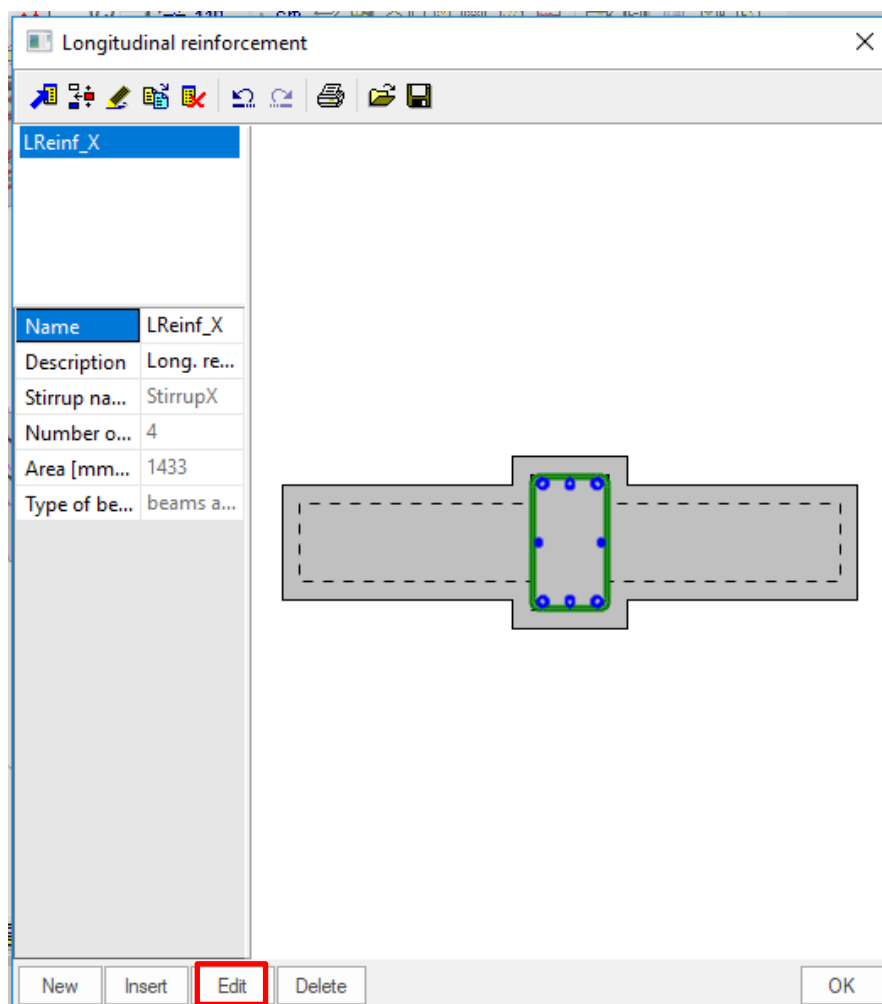 Longitudinal reinforcement
LReinf_X
Name LReinf_X
Description Long. re...
Stirrup na... StirrupX
Number o... 4
Area [mm... 1433
Type of be... beams a...
New Insert Edit Delete OK